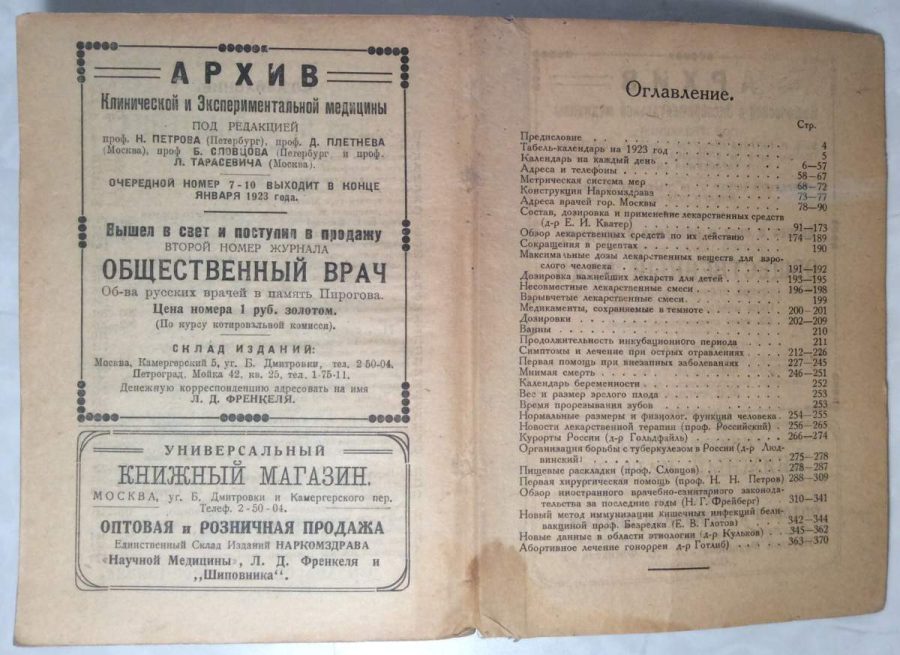 АРХИВ
Клинической и Экспериментальной медицины
ПОД РЕДАКЦИЕЙ
проф. Н. ПЕТРОВА (Петербург), проф. Д. ПЛЕТНЕВА
(Москва), проф Б. СЛОВЦОВА (Петербург и проф.
Л. ТАРАСЕВИЧА (Москва).
ОЧЕРЕДНОЙ НОМЕР 7-10 ВЫХОДИТ В КОНЦЕ
ЯНВАРЯ 1923 года.
Вышел в свет и поступил в продажу
ВТОРОЙ НОМЕР ЖУРНАЛА
ОБЩЕСТВЕННЫЙ ВРАЧ
Об-ва русских врачей в память Пирогова.
Цена номера 1 руб. золотом.
(По курсу котировальной комиссии).
СКЛАД ИЗДАНИЙ:
Москва, Камергерский 5, уг. Б. Дмитровки, тел. 2-50-04.
Петроград, Мойка 42, кв. 25, тел. 1-75-11.
Денежную корреспонденцию адресовать на имя
Л. Д. ФРЕНКЕЛЯ.
УНИВЕРСАЛЬНЫЙ
КНИЖНЫЙ МАГАЗИН.
МОСКВА, уг. Б. Дмитровки и Камергерского пер.
Телеф. 2-50-04.
ОПТОВАЯ и РОЗНИЧНАЯ ПРОДАЖА
Единственный Склад Изданий НАРКОМЗДРАВА
„Научной Медицины", Л. Д. Френкеля и
„Шиповника".
Оглавление.
Стр.
Предисловие
Табель-календарь на 1923 год 4
Календарь на каждый день 5
Адреса и телефоны 6—57
Метрическая система мер 58—67
Конструкция Наркомздрава 68—72
Адреса врачей гор. Москвы 73—77
78—90
Состав, дозировка и применение лекарственных средств
(д-р Е. И. Кватер) 91—173
Обзор лекарственных средств по их действию 174—189
Сокращения в рецептах 190
Максимальные дозы лекарственных веществ для взро-
слого человека 191—192
Дозировка важнейших лекарств для детей 193—195
Несовместные лекарственные смеси 196—198
Взрывчетые лекарственные смеси 199
Медикаменты, сохраняемые в темноте 200-201
Дозировки 202—209
Ванны 210
Продолжительность инкубационного периода 211
Симптомы и лечение при острых отравлениях 212—226
Первая помощь при внезапных заболеваниях 227—245
Мнимая смерть 246—251
Календарь беременности 252
Вес и размер зрелого плода 253
Время прорезывания зубов 253
Нормальные размеры и физиолог. функций человека 254—255
Новости лекарственной терапии (проф. Российский) 256—265
Курорты России (д-р Гольдфайль) 266—274
Организация борьбы с туберкулезом в России (д-р Люд-
винский) 275—278
Пищевые раскладки (проф. Словцов) 278—287
Первая хирургическая помощь (проф. Н. Н. Петров) 288—309
Обзор иностранного врачебно-санитарного законода-
тельства за последние годы (Н. Г. Фрейберг) 310—341
Новый метод иммунизации кишечных инфекций бели-
вакциной проф. Безредка (Е. В. Глотов) 342—344
Новые данные в области этиологии (д-р Кульков) 345—362
Абортивное лечение гонорреи д-р Готлиб) 363—370